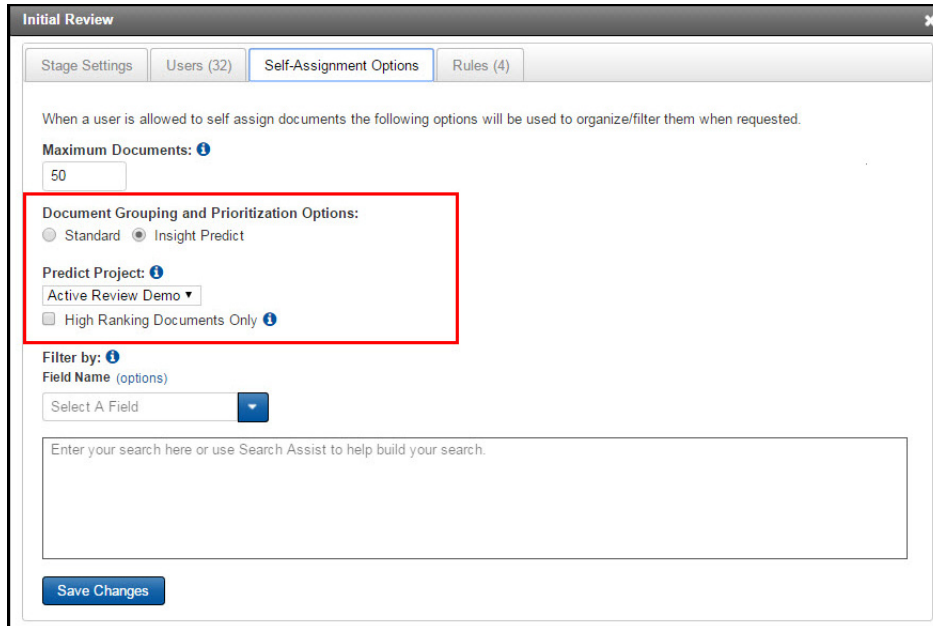 Initial Review
Stage Settings Users (32) Self-Assignment Options Rules (4)
When a user is allowed to self assign documents the following options will be used to organize/filter them when requested.
Maximum Documents:
50
Document Grouping and Prioritization Options:
Standard Insight Predict
Predict Project:
Active Review Demo
High Ranking Documents Only
Filter by:
Field Name (options)
Select A Field
Enter your search here or use Search Assist to help build your search.
Save Changes